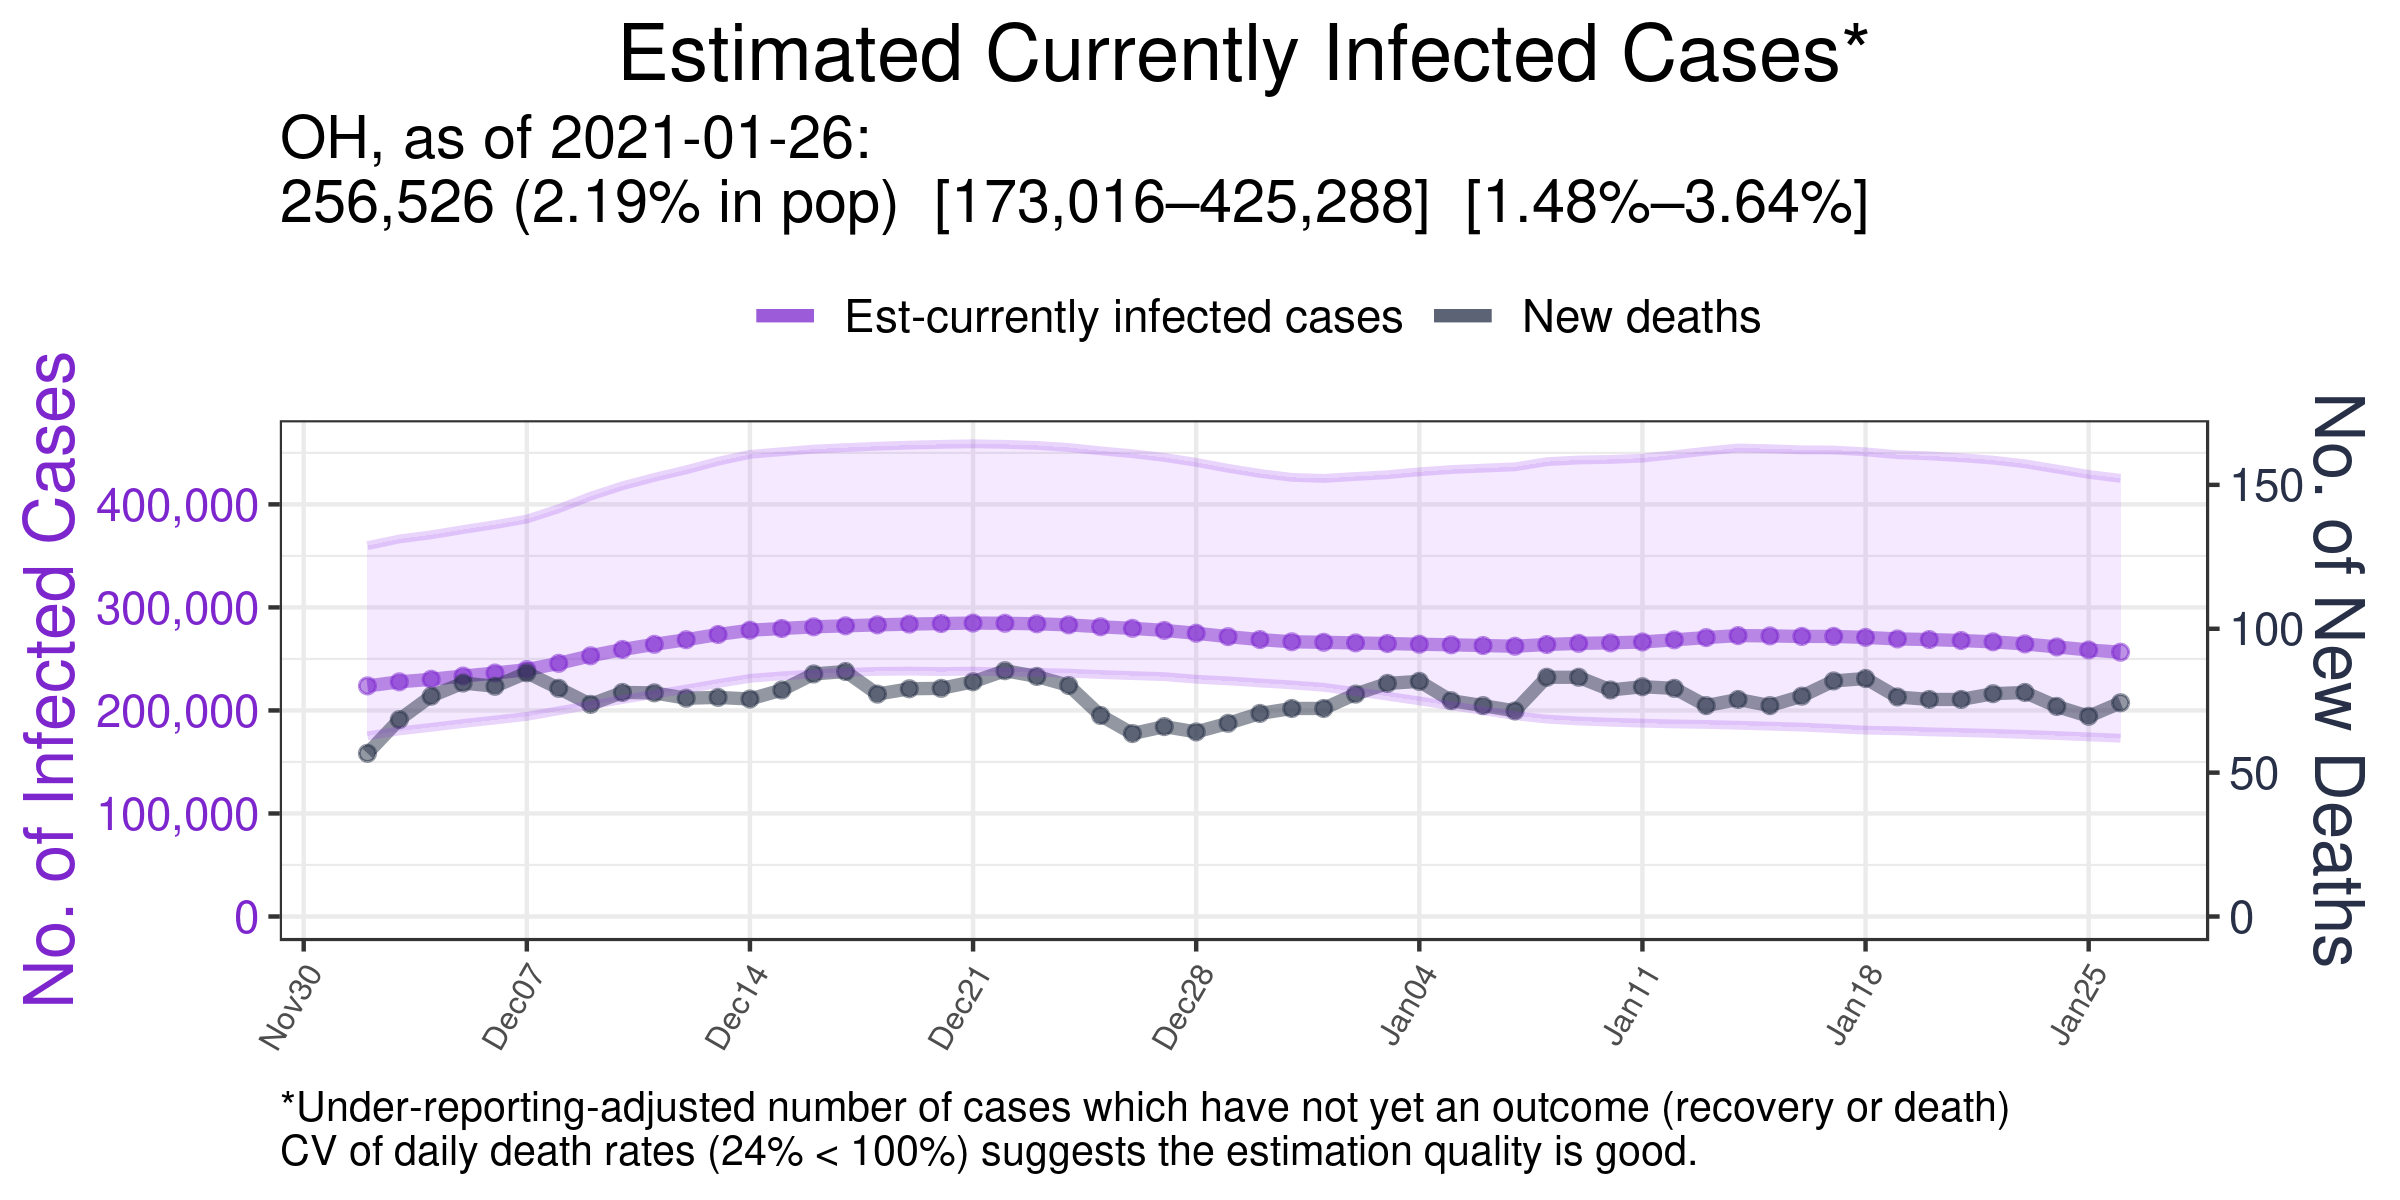 Estimated Currently Infected Cases*
OH, as of 2021-01-26:
256,526 (2.19% in pop)  [173,016–425,288]  [1.48%–3.64%]
Est-currently infected cases
New deaths
No. of Infected Cases
400,000
300,000
200,000
100,000
0
No. of New Deaths
150
100
50
0
Nov30
Dec07
Dec14
Dec21
Dec28
Jan04
Jan11
Jan18
Jan25
*Under-reporting-adjusted number of cases which have not yet an outcome (recovery or death)
CV of daily death rates (24% < 100%) suggests the estimation quality is good.